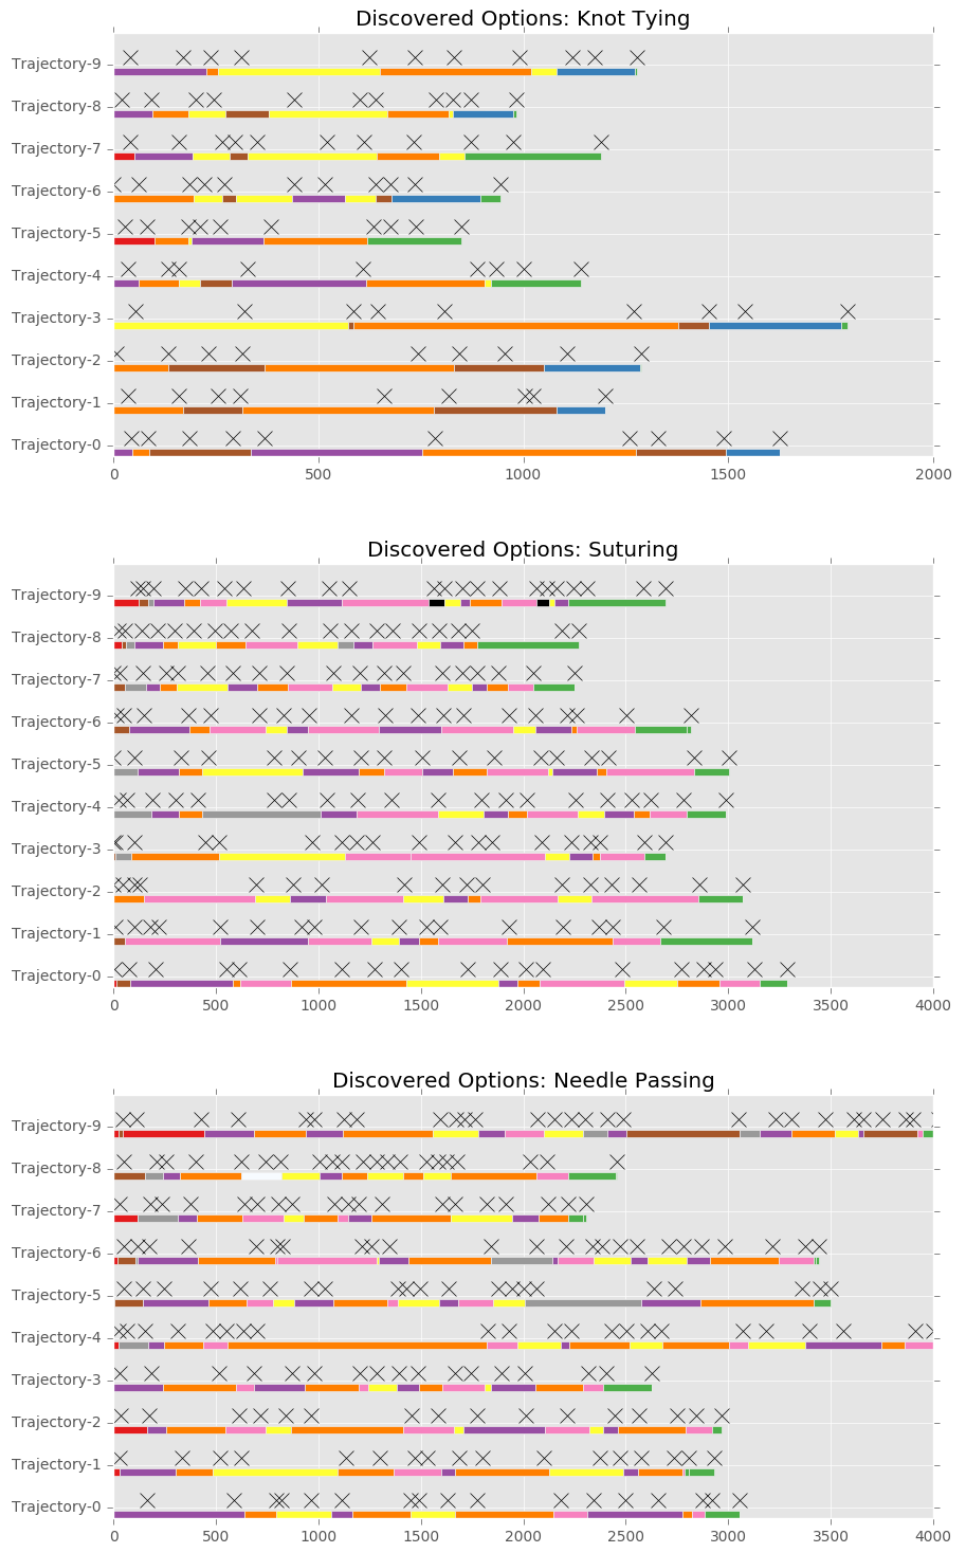 Discovered Options: Knot Tying
Trajectory-9
Trajectory-8
Trajectory-7
Trajectory-6
Trajectory-5
Trajectory-4
Trajectory-3
Trajectory-2
Trajectory-1
Trajectory-0
0 500 1000 1500 2000
Discovered Options: Suturing
Trajectory-9
Trajectory-8
Trajectory-7
Trajectory-6
Trajectory-5
Trajectory-4
Trajectory-3
Trajectory-2
Trajectory-1
Trajectory-0
0 500 1000 1500 2000 2500 3000 3500 4000
Discovered Options: Needle Passing
Trajectory-9
Trajectory-8
Trajectory-7
Trajectory-6
Trajectory-5
Trajectory-4
Trajectory-3
Trajectory-2
Trajectory-1
Trajectory-0
0 500 1000 1500 2000 2500 3000 3500 4000